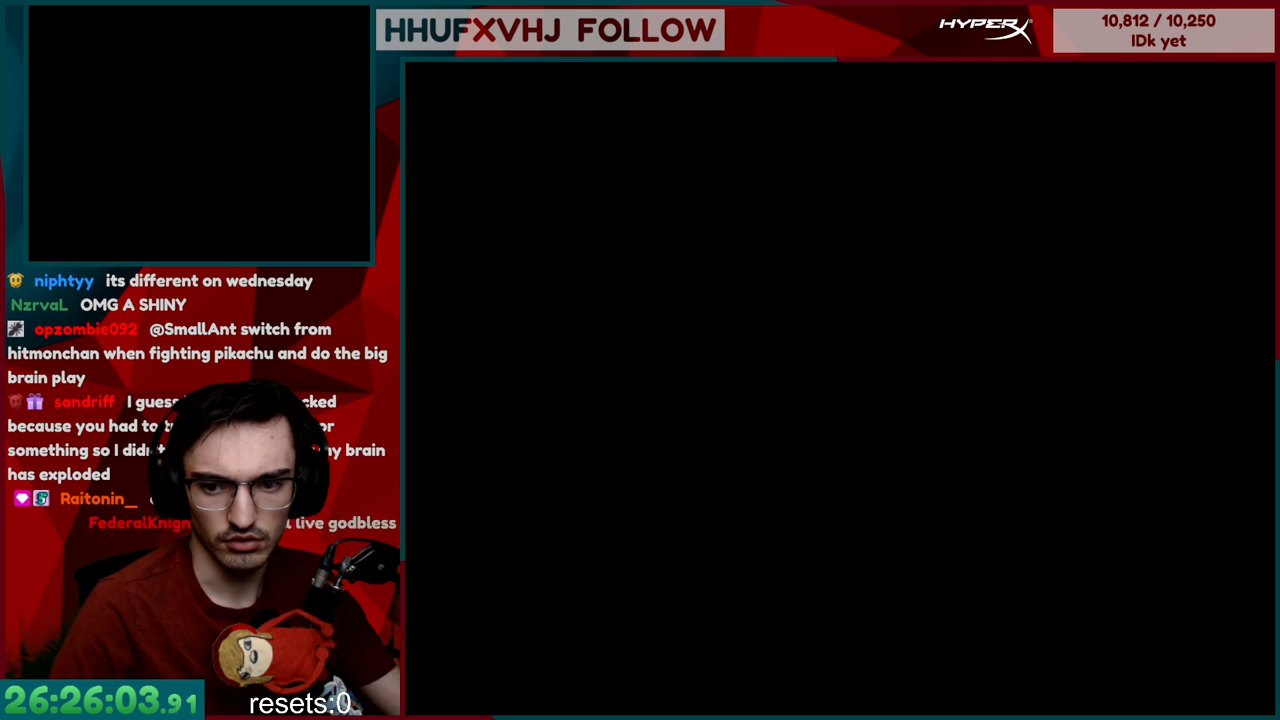 HHUFXVHJ FOLLOW
HYPERX
10,812 / 10,250
IDk yet
niphtyy its different on wednesday
NzrvaL OMG A SHINY
opzombie092 @SmallAnt switch from
hitmonchan when fighting pikachu and do the big
brain play
sandriff I guess
because you had to
something so I brain
has exploded
Raitonin_
live godbless
26:26:03.91
resets:0